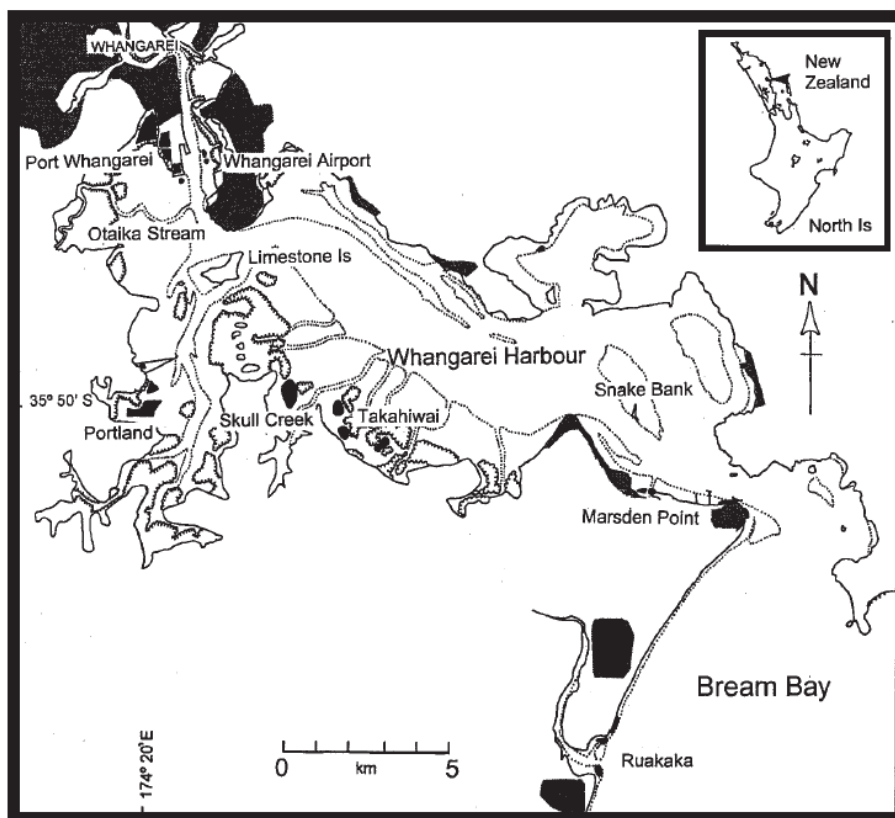 WHANGAREI
New
Zealand
Port Whangarei
Whangarei Airport
Otaika Stream
North Is
Limestone Is
N
Whangarei Harbour
Snake Bank
35° 50' S
Skull Creek
Takahiwai
Portland
Marsden Point
Bream Bay
174° 20'E
0
km
5
Ruakaka